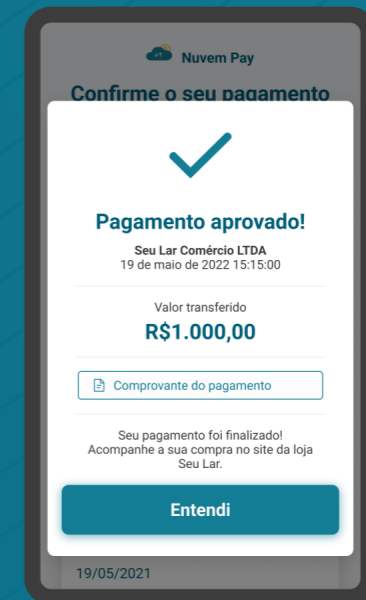 Nuvem Pay
Confirme o seu pagamento
Pagamento aprovado!
Seu Lar Comércio LTDA
19 de maio de 2022 15:15:00
Valor transferido
R$1.000,00
Comprovante do pagamento
Seu pagamento foi finalizado!
Acompanhe a sua compra no site da loja
Seu Lar.
Entendi
19/05/2021